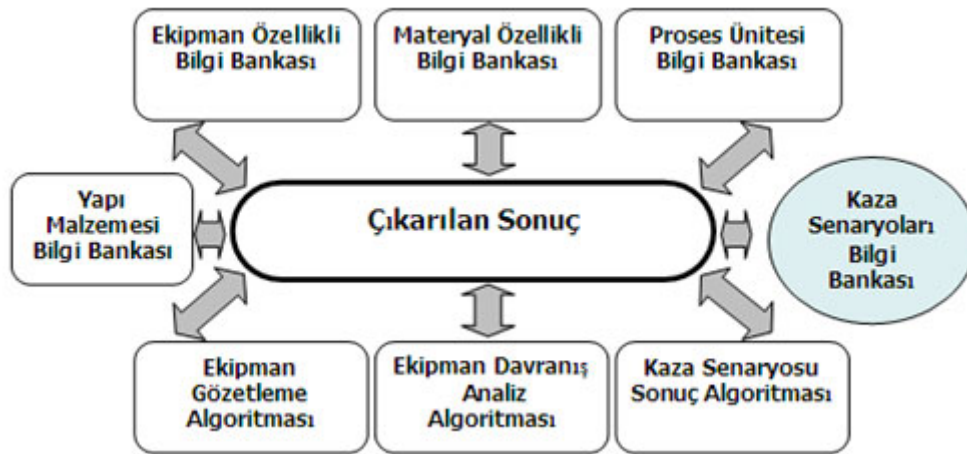 Ekipman Özellikli
Bilgi Bankası
Materyal Özellikli
Bilgi Bankası
Proses Ünitesi
Bilgi Bankası
Yapı
Malzemesi
Bilgi Bankası
Çıkarılan Sonuç
Kaza
Senaryoları
Bilgi
Bankası
Ekipman
Gözetleme
Algoritması
Ekipman Davranış
Analiz
Algoritması
Kaza Senaryosu
Sonuç Algoritması